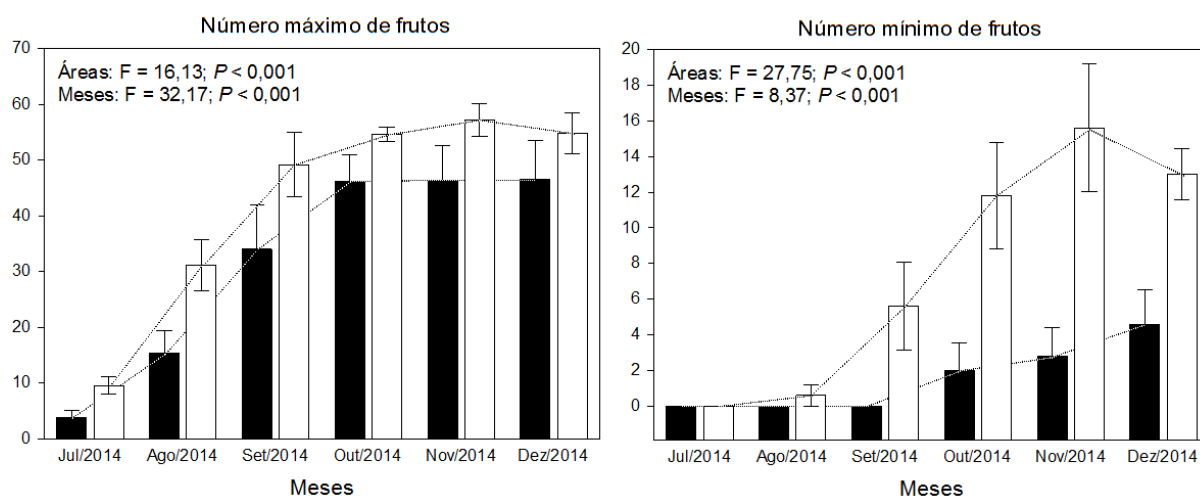 Número máximo de frutos
70
60
50
40
30
20
10
0
Áreas: F = 16,13; P < 0,001
Meses: F = 32,17; P < 0,001
Jul/2014 Ago/2014 Set/2014 Out/2014 Nov/2014 Dez/2014
Meses
Número mínimo de frutos
20
18
16
14
12
10
8
6
4
2
0
Áreas: F = 27,75; P < 0,001
Meses: F = 8,37; P < 0,001
Jul/2014 Ago/2014 Set/2014 Out/2014 Nov/2014 Dez/2014
Meses